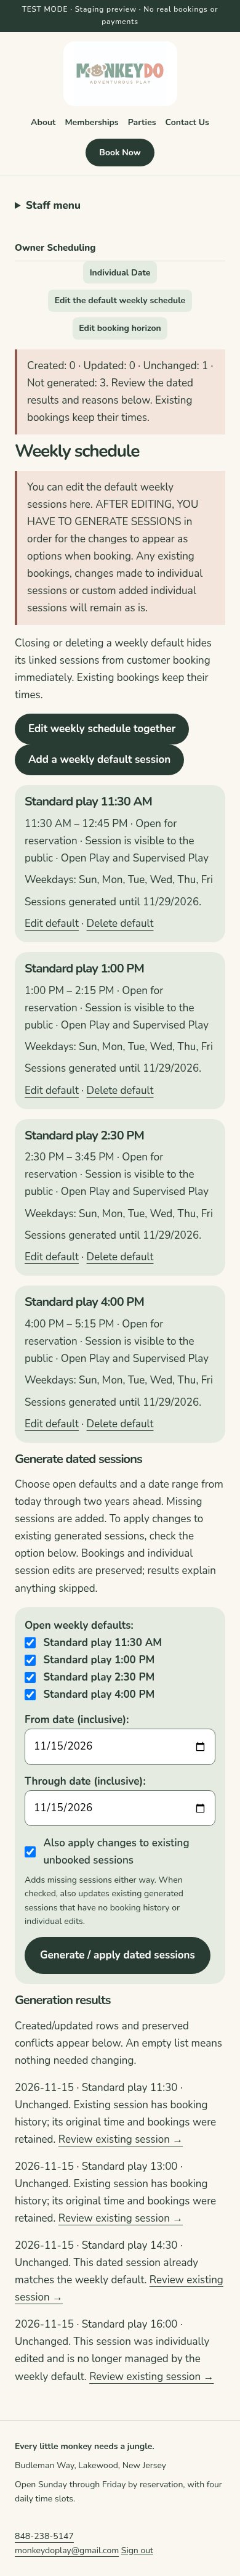 TEST MODE · Staging preview · No real bookings or
payments
MONKEYDO
ADVENTUROUS PLAY
About Memberships Parties Contact Us
Book Now
▶ Staff menu
Owner Scheduling
Individual Date
Edit the default weekly schedule
Edit booking horizon
Created: 0 · Updated: 0 · Unchanged: 1 ·
Not generated: 3. Review the dated
results and reasons below. Existing
bookings keep their times.
Weekly schedule
You can edit the default weekly
sessions here. AFTER EDITING, YOU
HAVE TO GENERATE SESSIONS in
order for the changes to appear as
options when booking. Any existing
bookings, changes made to individual
sessions or custom added individual
sessions will remain as is.
Closing or deleting a weekly default hides
its linked sessions from customer booking
immediately. Existing bookings keep their
times.
Edit weekly schedule together
Add a weekly default session
Standard play 11:30 AM
11:30 AM – 12:45 PM · Open for
reservation · Session is visible to the
public · Open Play and Supervised Play
Weekdays: Sun, Mon, Tue, Wed, Thu, Fri
Sessions generated until 11/29/2026.
Edit default · Delete default
Standard play 1:00 PM
1:00 PM – 2:15 PM · Open for
reservation · Session is visible to the
public · Open Play and Supervised Play
Weekdays: Sun, Mon, Tue, Wed, Thu, Fri
Sessions generated until 11/29/2026.
Edit default · Delete default
Standard play 2:30 PM
2:30 PM – 3:45 PM · Open for
reservation · Session is visible to the
public · Open Play and Supervised Play
Weekdays: Sun, Mon, Tue, Wed, Thu, Fri
Sessions generated until 11/29/2026.
Edit default · Delete default
Standard play 4:00 PM
4:00 PM – 5:15 PM · Open for
reservation · Session is visible to the
public · Open Play and Supervised Play
Weekdays: Sun, Mon, Tue, Wed, Thu, Fri
Sessions generated until 11/29/2026.
Edit default · Delete default
Generate dated sessions
Choose open defaults and a date range from
today through two years ahead. Missing
sessions are added. To apply changes to
existing generated sessions, check the
option below. Bookings and individual
session edits are preserved; results explain
anything skipped.
Open weekly defaults:
Standard play 11:30 AM
Standard play 1:00 PM
Standard play 2:30 PM
Standard play 4:00 PM
From date (inclusive):
11/15/2026
Through date (inclusive):
11/15/2026
Also apply changes to existing
unbooked sessions
Adds missing sessions either way. When
checked, also updates existing generated
sessions that have no booking history or
individual edits.
Generate / apply dated sessions
Generation results
Created/updated rows and preserved
conflicts appear below. An empty list means
nothing needed changing.
2026-11-15 · Standard play 11:30 ·
Unchanged. Existing session has booking
history; its original time and bookings were
retained. Review existing session →
2026-11-15 · Standard play 13:00 ·
Unchanged. Existing session has booking
history; its original time and bookings were
retained. Review existing session →
2026-11-15 · Standard play 14:30 ·
Unchanged. This dated session already
matches the weekly default. Review existing
session →
2026-11-15 · Standard play 16:00 ·
Unchanged. This session was individually
edited and is no longer managed by the
weekly default. Review existing session →
Every little monkey needs a jungle.
Budleman Way, Lakewood, New Jersey
Open Sunday through Friday by reservation, with four
daily time slots.
848-238-5147
monkeydoplay@gmail.com Sign out